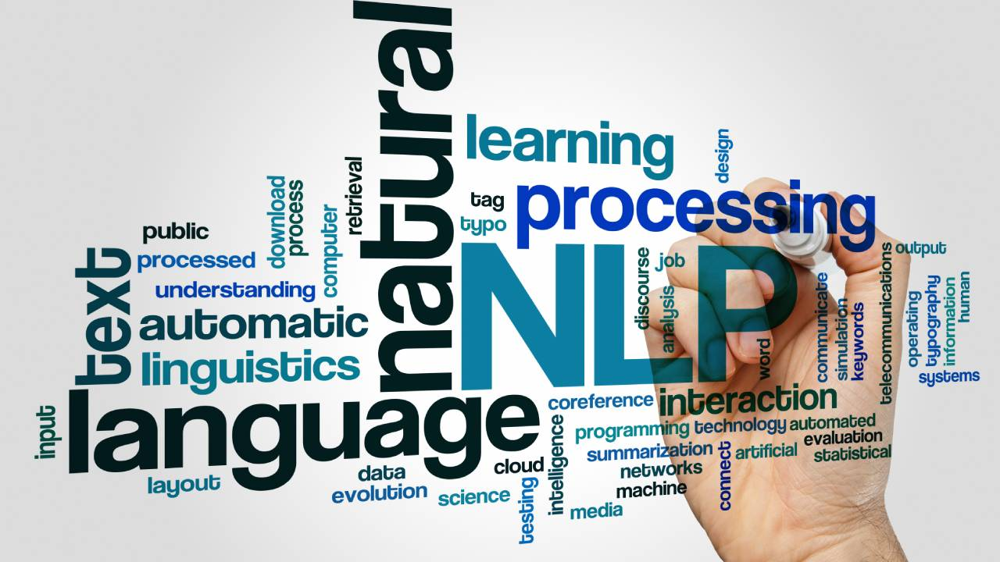 natural
learning
design
retrieval
download
process
computer
tag
processing
typo
public
processed
understanding
text
automatic
linguistics
NLP
discourse
job
analysis
word
output
communicate
simulation
keywords
telecommunications
operating
typography
information
human
systems
language
input
layout
coreference
interaction
programming
technology
automated
evaluation
summarization
artificial
statistical
networks
machine
connect
data
cloud
intelligence
evolution
science
testing
media